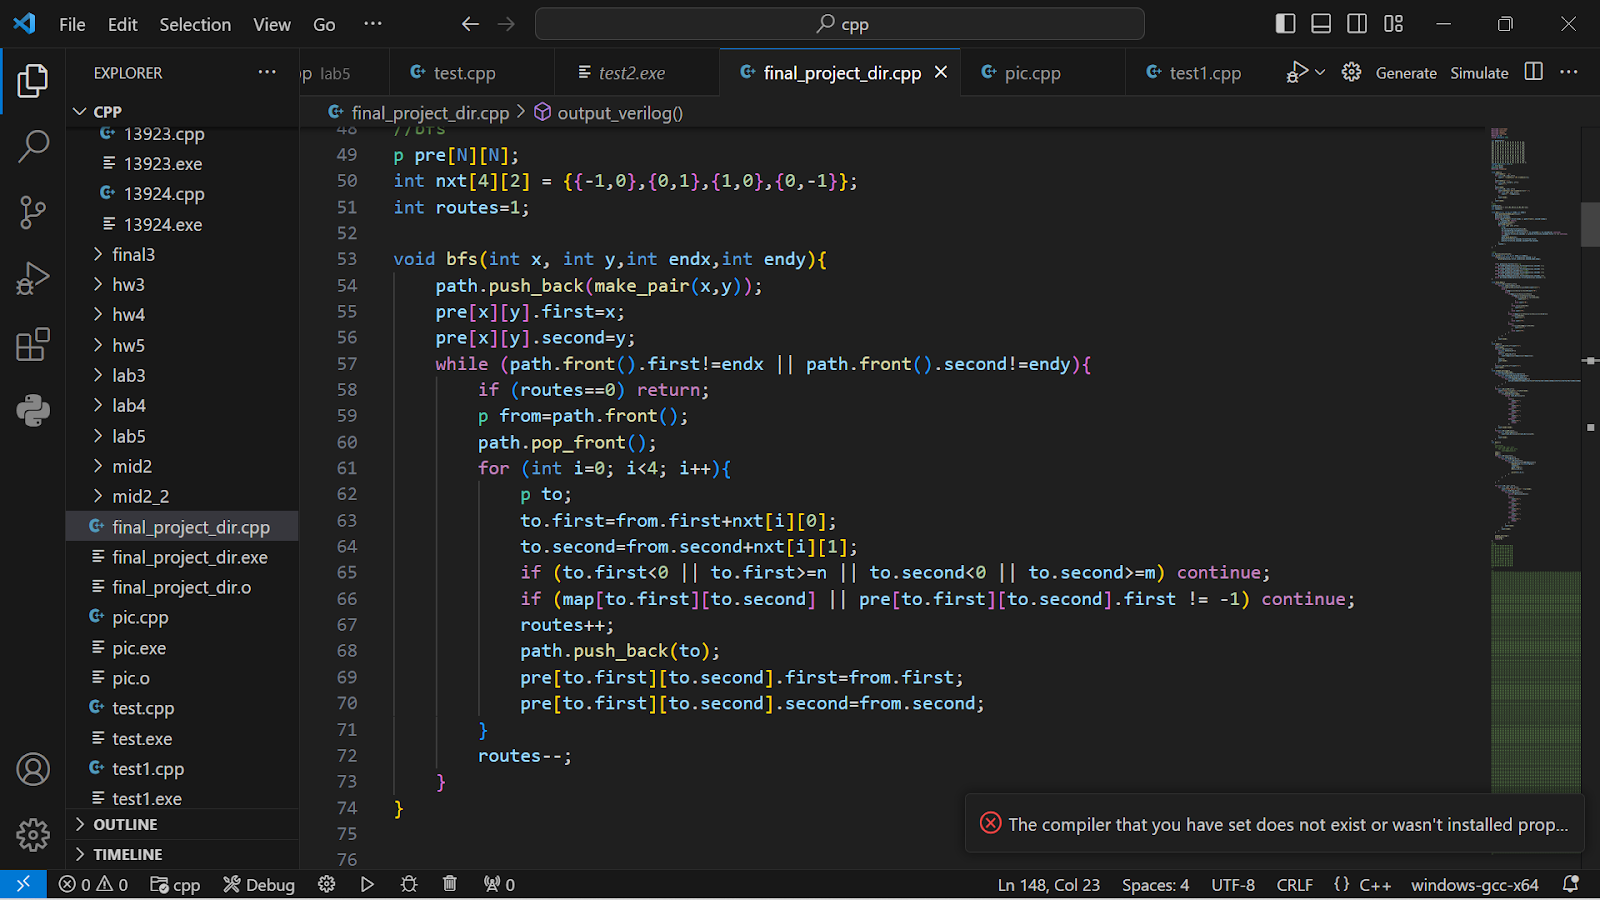 File Edit Selection View Go ··· cpp
EXPLORER ···
p lab5 test.cpp test2.exe final_project_dir.cpp pic.cpp test1.cpp Generate Simulate ···
CPP
final_project_dir.cpp > output_verilog()
13923.cpp
13923.exe
13924.cpp
13924.exe
final3
hw3
hw4
hw5
lab3
lab4
lab5
mid2
mid2_2
final_project_dir.cpp
final_project_dir.exe
final_project_dir.o
pic.cpp
pic.exe
pic.o
test.cpp
test.exe
test1.cpp
test1.exe
OUTLINE
TIMELINE
48 //bfs
49 p pre[N][N];
50 int nxt[4][2] = {{-1,0},{0,1},{1,0},{0,-1}};
51 int routes=1;
52
53 void bfs(int x, int y,int endx,int endy){
54 path.push_back(make_pair(x,y));
55 pre[x][y].first=x;
56 pre[x][y].second=y;
57 while (path.front().first!=endx || path.front().second!=endy){
58 if (routes==0) return;
59 p from=path.front();
60 path.pop_front();
61 for (int i=0; i<4; i++){
62 p to;
63 to.first=from.first+nxt[i][0];
64 to.second=from.second+nxt[i][1];
65 if (to.first<0 || to.first>=n || to.second<0 || to.second>=m) continue;
66 if (map[to.first][to.second] || pre[to.first][to.second].first != -1) continue;
67 routes++;
68 path.push_back(to);
69 pre[to.first][to.second].first=from.first;
70 pre[to.first][to.second].second=from.second;
71 }
72 routes--;
73 }
74 }
75
76
The compiler that you have set does not exist or wasn't installed prop...
0 0 cpp Debug 0 Ln 148, Col 23 Spaces: 4 UTF-8 CRLF {} C++ windows-gcc-x64